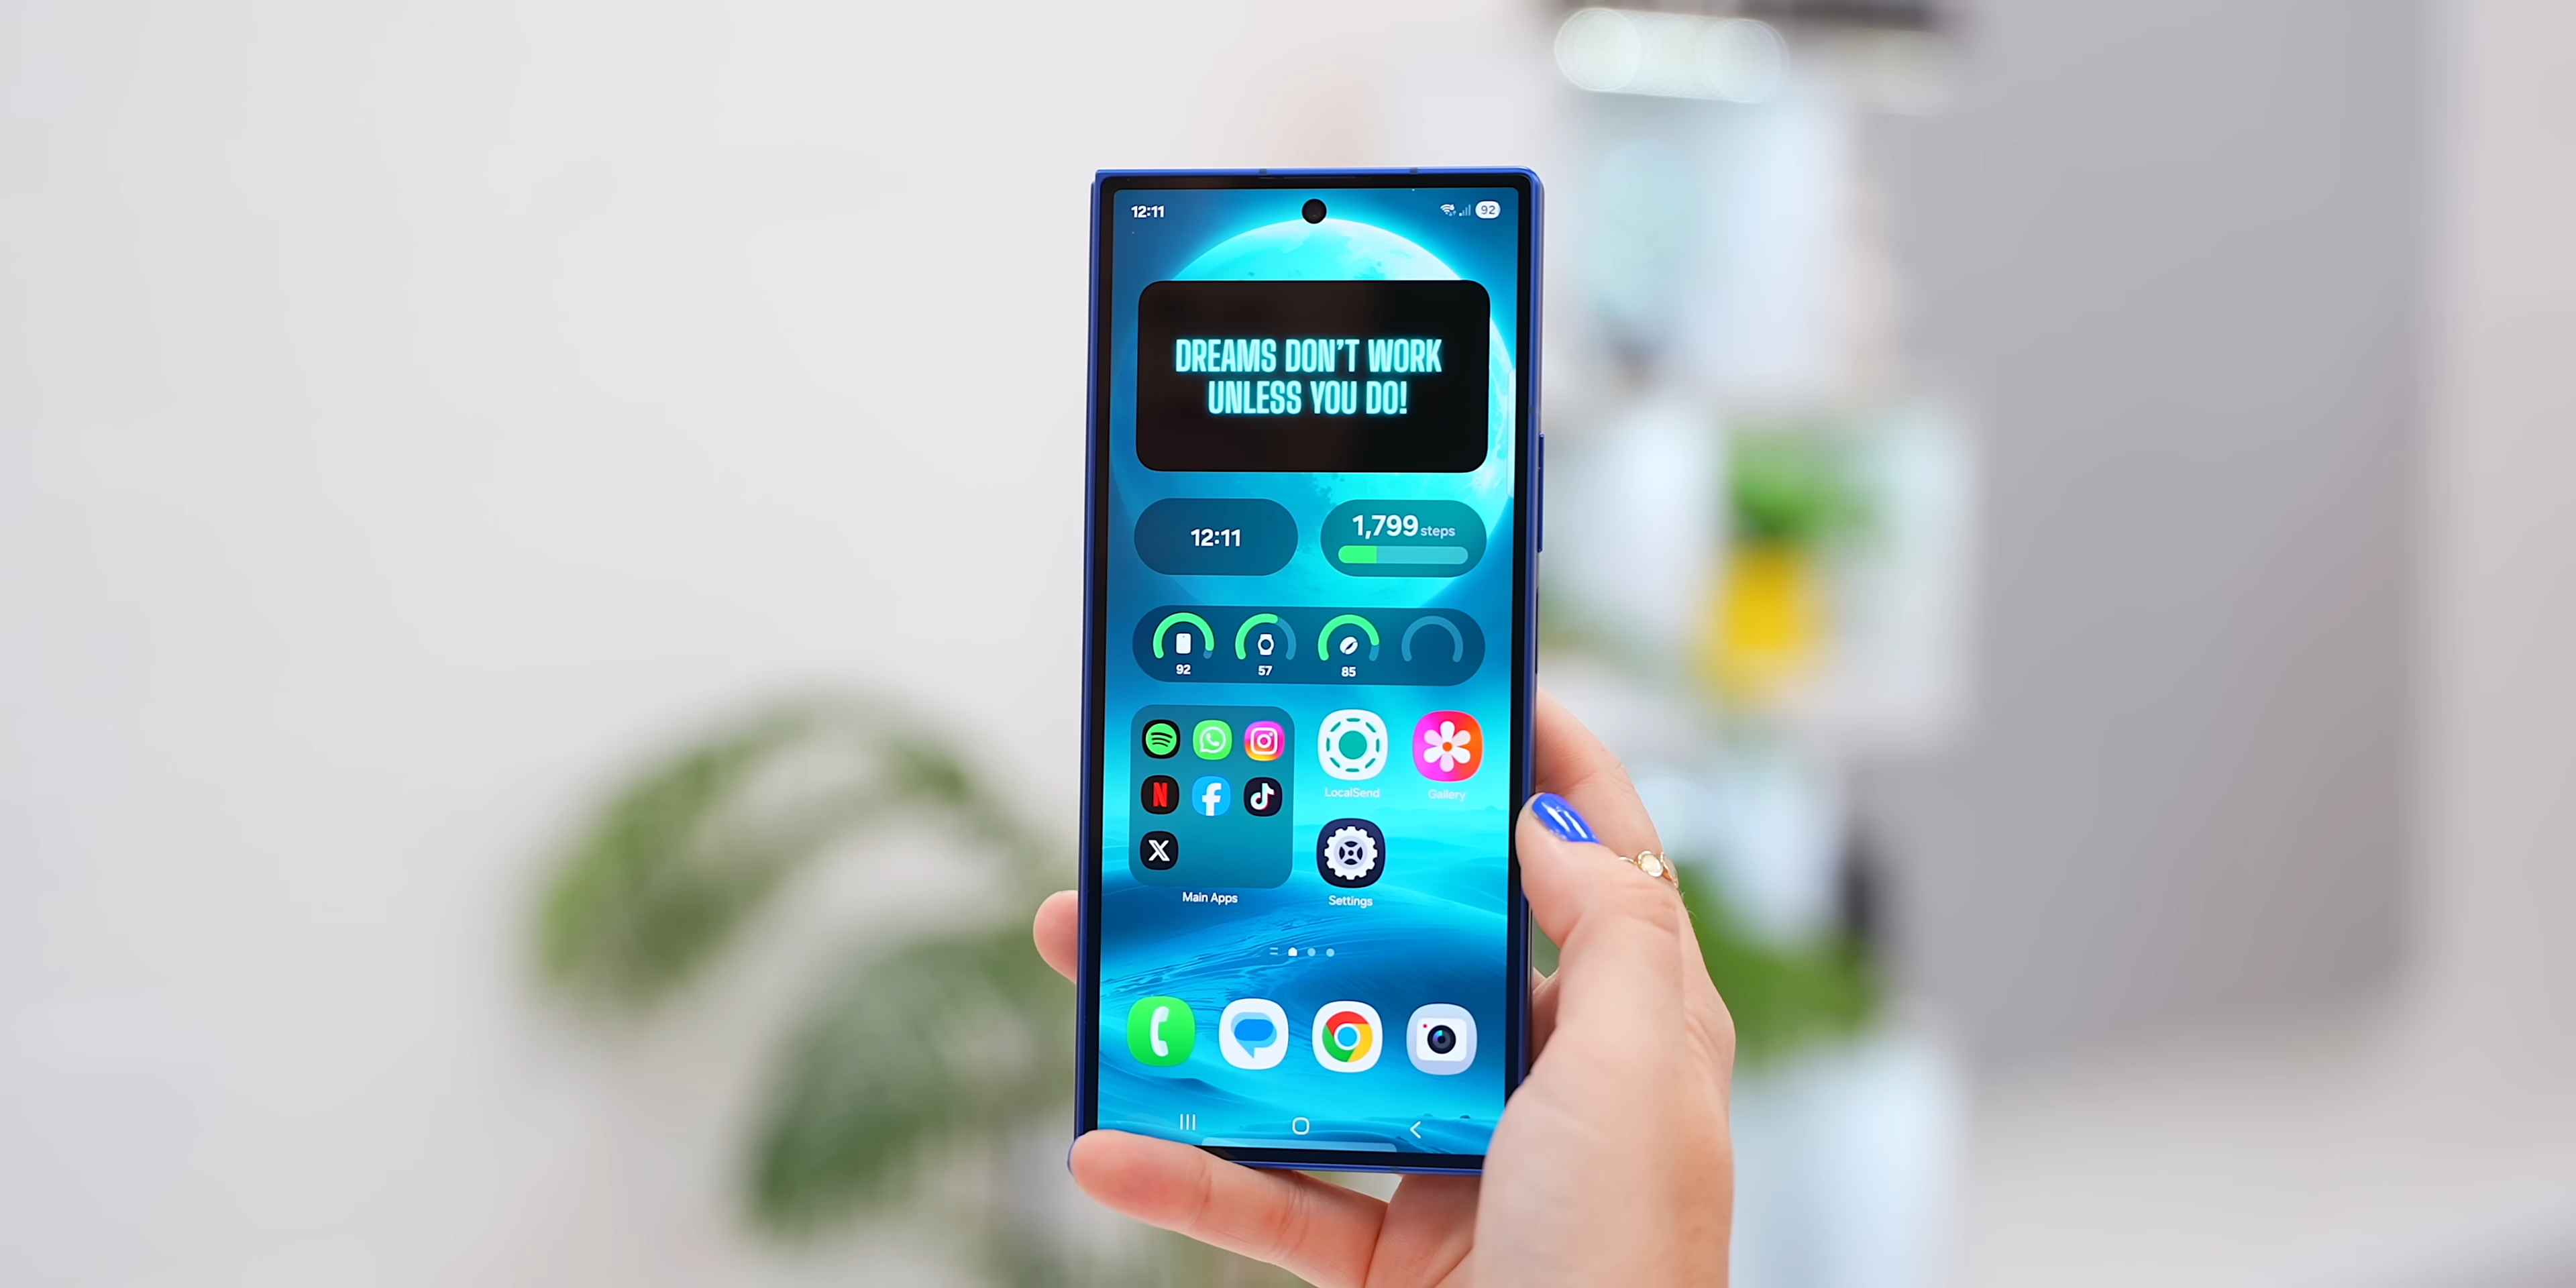 12:11
92
DREAMS DON'T WORK
UNLESS YOU DO!
12:11
1,799 steps
92
57
85
LocalSend
Gallery
Main Apps
Settings